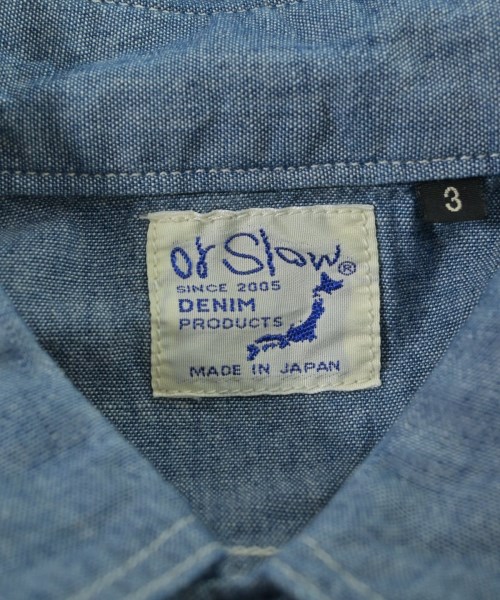 or Slow®
SINCE 2005
DENIM
PRODUCTS
MADE IN JAPAN
3